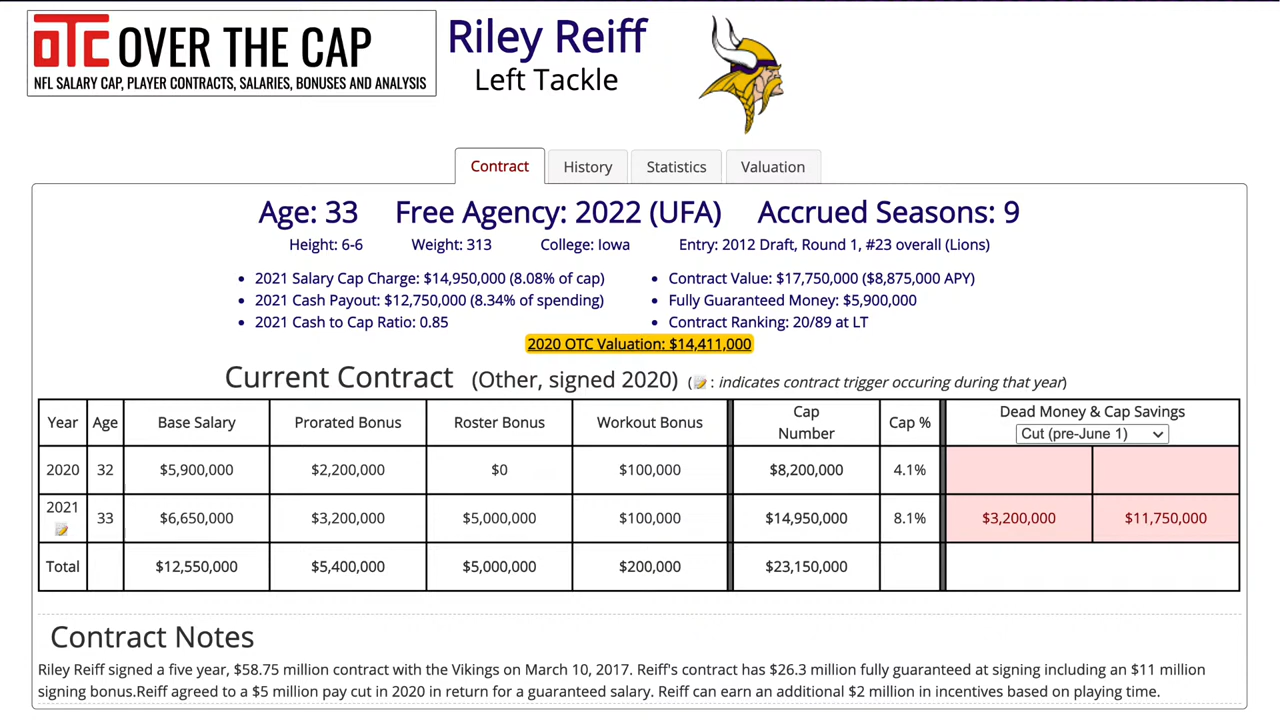 OTC OVER THE CAP
NFL SALARY CAP, PLAYER CONTRACTS, SALARIES, BONUSES AND ANALYSIS
Riley Reiff
Left Tackle
Contract History Statistics Valuation
Age: 33 Free Agency: 2022 (UFA) Accrued Seasons: 9
Height: 6-6 Weight: 313 College: Iowa Entry: 2012 Draft, Round 1, #23 overall (Lions)
• 2021 Salary Cap Charge: $14,950,000 (8.08% of cap)
• 2021 Cash Payout: $12,750,000 (8.34% of spending)
• 2021 Cash to Cap Ratio: 0.85
• Contract Value: $17,750,000 ($8,875,000 APY)
• Fully Guaranteed Money: $5,900,000
• Contract Ranking: 20/89 at LT
2020 OTC Valuation: $14,411,000
Current Contract (Other, signed 2020) ( : indicates contract trigger occuring during that year)
Year Age Base Salary Prorated Bonus Roster Bonus Workout Bonus Cap Number Cap % Dead Money & Cap Savings
Cut (pre-June 1)
2020 32 $5,900,000 $2,200,000 $0 $100,000 $8,200,000 4.1%
2021 33 $6,650,000 $3,200,000 $5,000,000 $100,000 $14,950,000 8.1% $3,200,000 $11,750,000
Total $12,550,000 $5,400,000 $5,000,000 $200,000 $23,150,000
Contract Notes
Riley Reiff signed a five year, $58.75 million contract with the Vikings on March 10, 2017. Reiff's contract has $26.3 million fully guaranteed at signing including an $11 million
signing bonus.Reiff agreed to a $5 million pay cut in 2020 in return for a guaranteed salary. Reiff can earn an additional $2 million in incentives based on playing time.